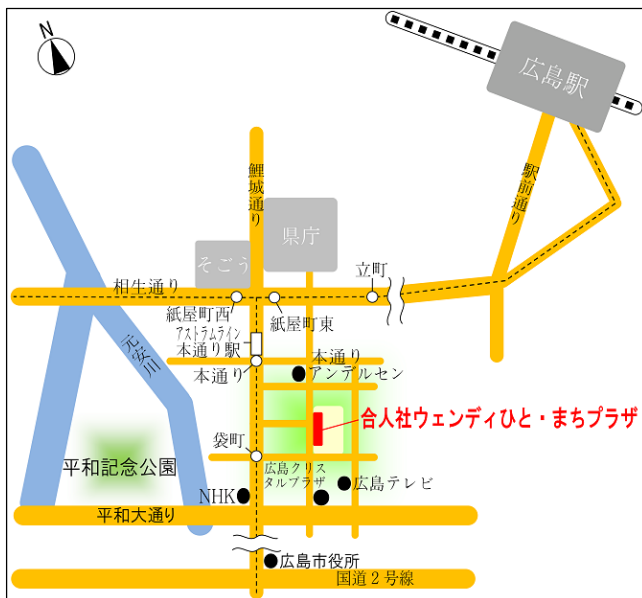 N
広島駅
駅前通り
鯉城通り
県庁
そごう
立町
相生通り
紙屋町西
紙屋町東
アストラムライン
本通り駅
本通り
本通り
アンデルセン
元安川
合人社ウェンディひと・まちプラザ
袋町
平和記念公園
広島クリス
タルプラザ
広島テレビ
NHK
平和大通り
広島市役所
国道2号線